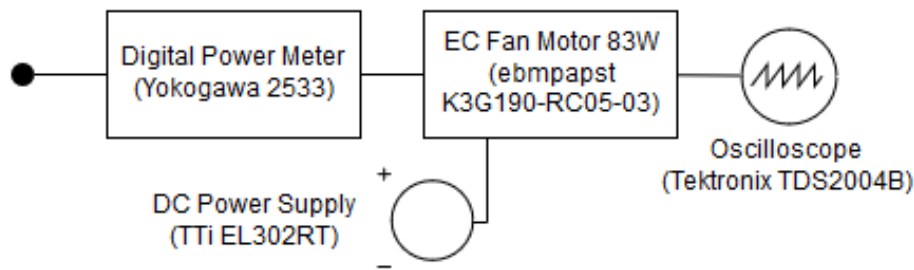 Digital Power Meter
(Yokogawa 2533)
EC Fan Motor 83W
(ebmpapst
K3G190-RC05-03)
Oscilloscope
(Tektronix TDS2004B)
+
DC Power Supply
(TTi EL302RT)
–